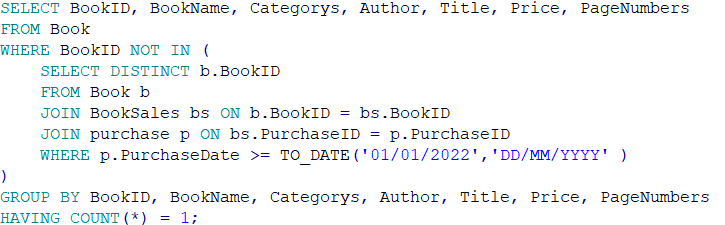 SELECT BookID, BookName, Categorys, Author, Title, Price, PageNumbers
FROM Book
WHERE BookID NOT IN (
    SELECT DISTINCT b.BookID
    FROM Book b
    JOIN BookSales bs ON b.BookID = bs.BookID
    JOIN purchase p ON bs.PurchaseID = p.PurchaseID
    WHERE p.PurchaseDate >= TO_DATE('01/01/2022','DD/MM/YYYY' )
)
GROUP BY BookID, BookName, Categorys, Author, Title, Price, PageNumbers
HAVING COUNT(*) = 1;